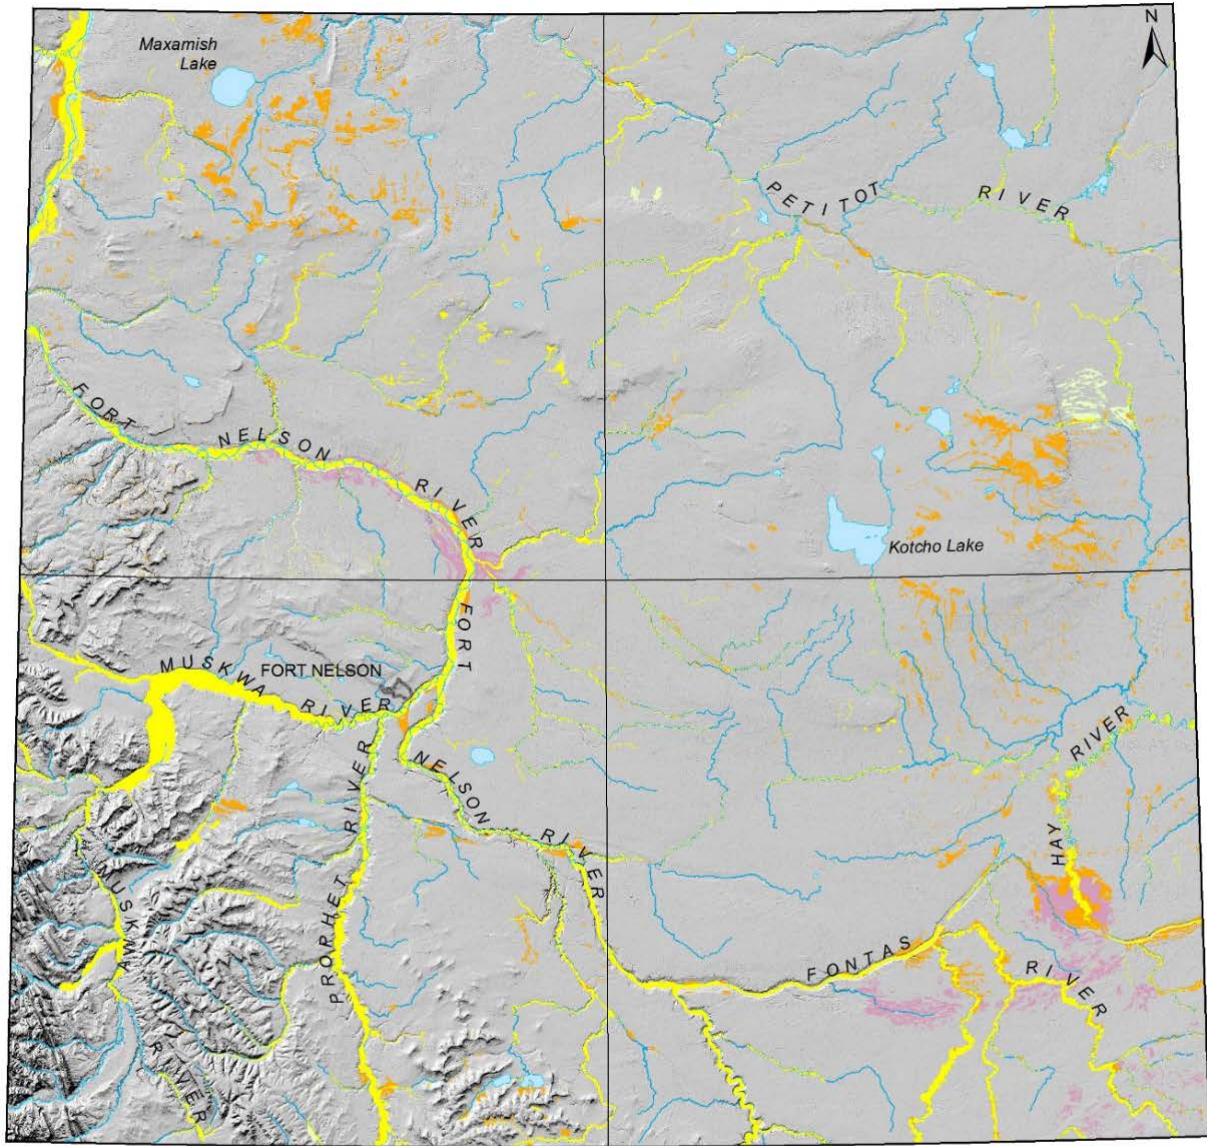 Maxamish
Lake
N
PETITOT RIVER
FORT NELSON RIVER
Kotcho Lake
FORT NELSON RIVER
MUSKWA RIVER
FORT NELSON
PRORHET RIVER
HAY RIVER
MUSKWA RIVER
FONTAS RIVER